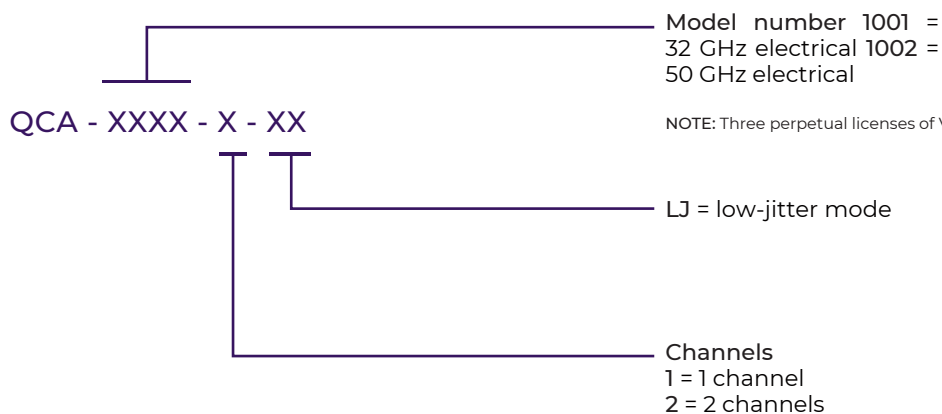 Model number 1001 =
32 GHz electrical 1002 =
50 GHz electrical
QCA - XXXX - X - XX
NOTE: Three perpetual licenses of
LJ = low-jitter mode
Channels
1 = 1 channel
2 = 2 channels